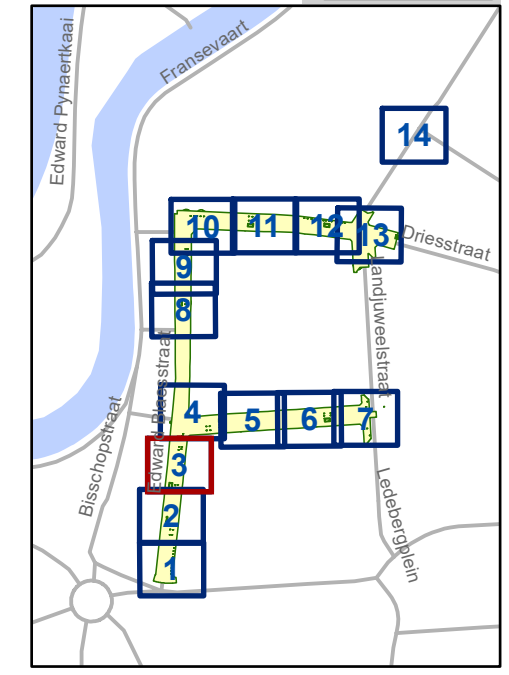 Edward Pynaertkaai
Fransevaart
14
10
11
12
13
Driesstraat
9
8
Landjuweelstraat
Edward Blaesstraat
4
5
6
7
Bisschopstraat
3
2
Ledebergplein
1